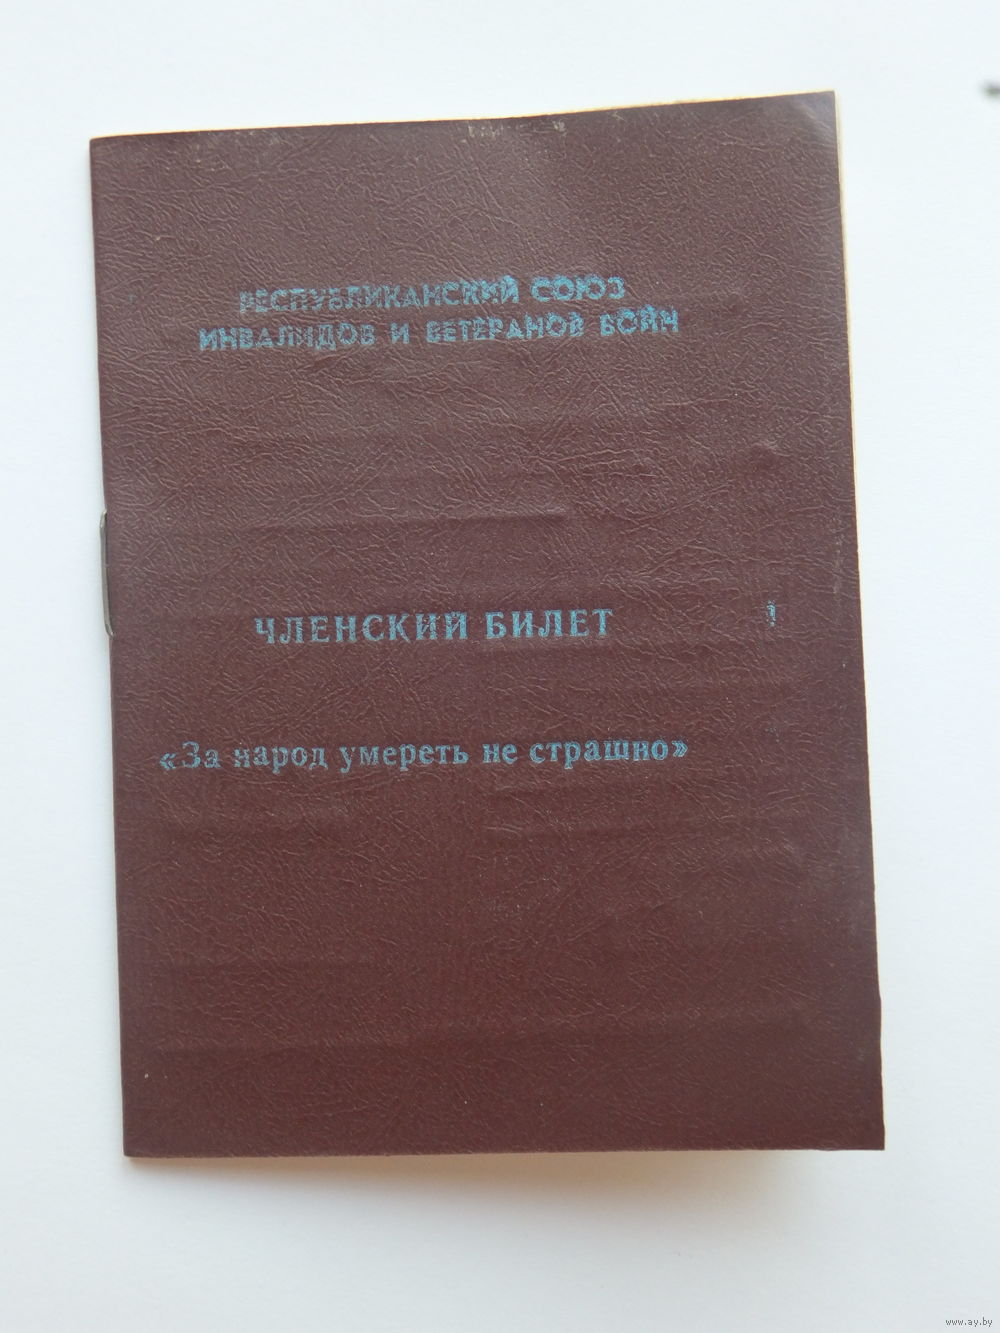 РЕСПУБЛИКАНСКИЙ СОЮЗ
ИНВАЛИДОВ И ВЕТЕРАНОВ ВОЙН
ЧЛЕНСКИЙ БИЛЕТ
«За народ умереть не страшно»
www.ay.by